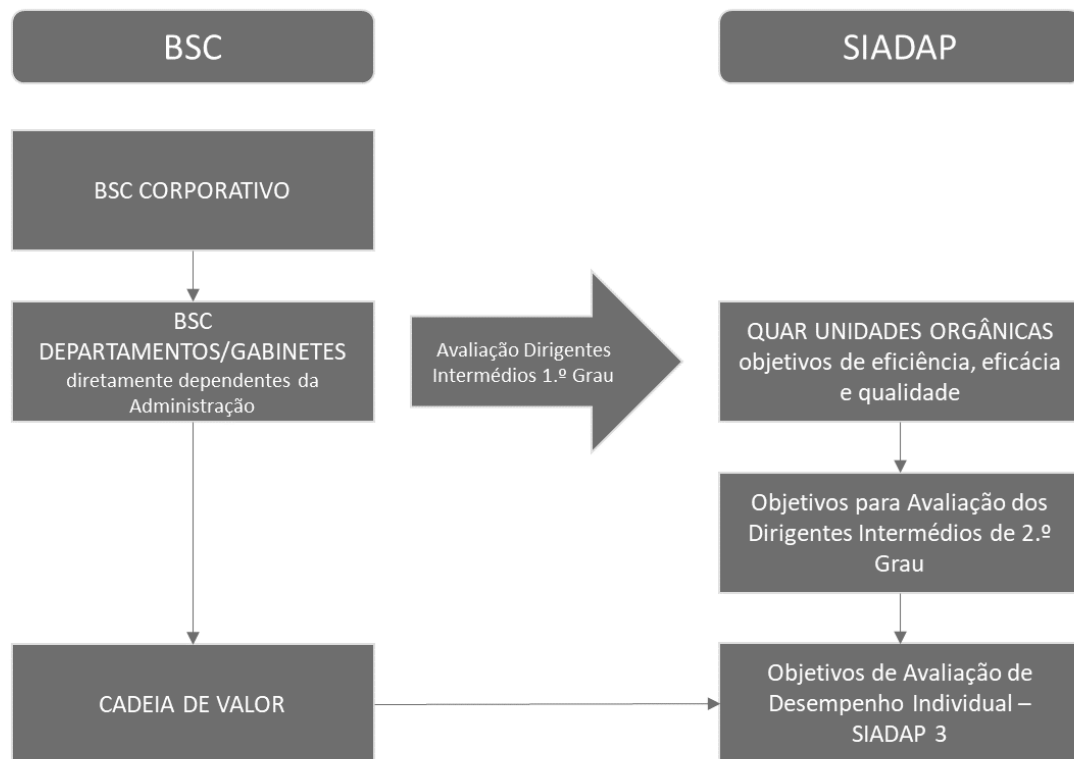 BSC
SIADAP
BSC CORPORATIVO
BSC
DEPARTAMENTOS/GABINETES
diretamente dependentes da
Administração
Avaliação Dirigentes
Intermédios 1.º Grau
QUAR UNIDADES ORGÂNICAS
objetivos de eficiência, eficácia
e qualidade
Objetivos para Avaliação dos
Dirigentes Intermédios de 2.º
Grau
CADEIA DE VALOR
Objetivos de Avaliação de
Desempenho Individual –
SIADAP 3